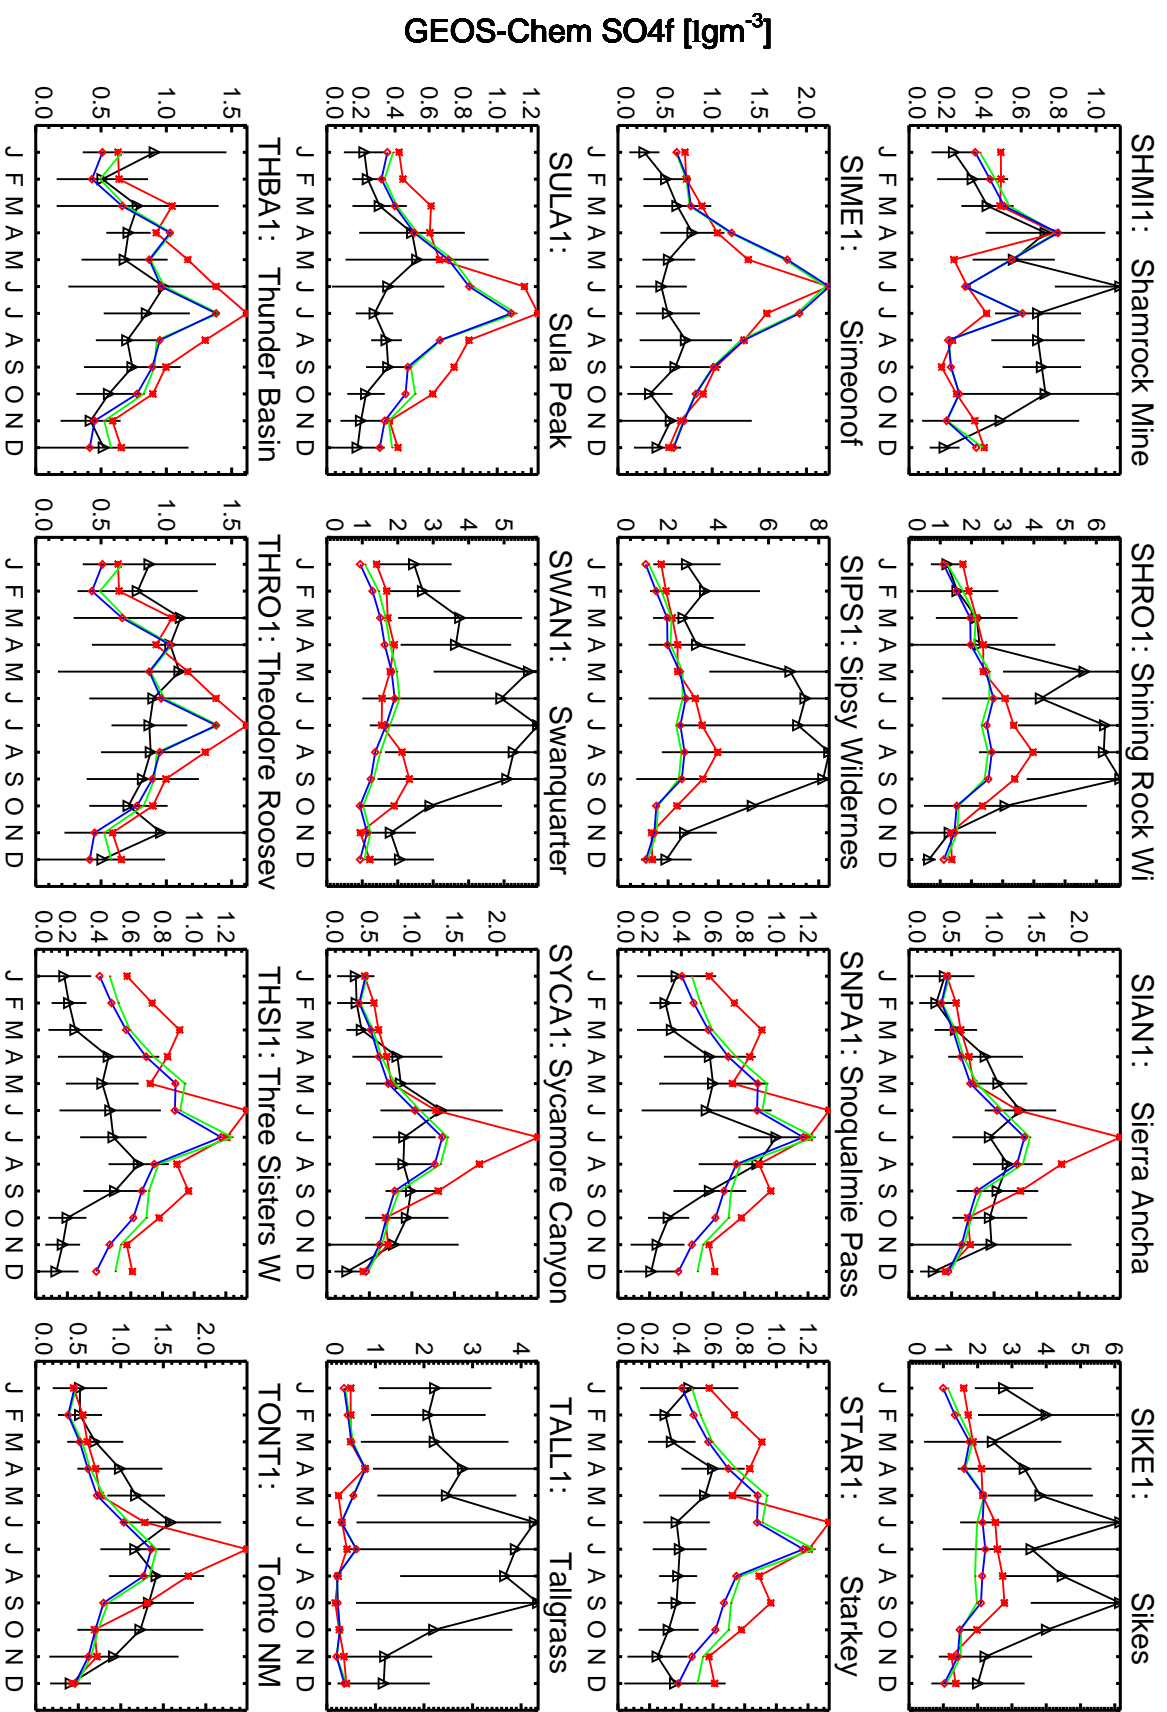 GEOS-Chem SO4f [lgm⁻³]
SHMI1: Shamrock Mine
1.0
0.8
0.6
0.4
0.2
0.0
J F M A M J J A S O N D
SHRO1: Shining Rock Wi
6
5
4
3
2
1
0
J F M A M J J A S O N D
SIAN1: Sierra Ancha
2.0
1.5
1.0
0.5
0.0
J F M A M J J A S O N D
SIKE1: Sikes
6
5
4
3
2
1
0
J F M A M J J A S O N D
SIME1: Simeonof
2.0
1.5
1.0
0.5
0.0
J F M A M J J A S O N D
SIPS1: Sipsy Wildernes
8
6
4
2
0
J F M A M J J A S O N D
SNPA1: Snoqualmie Pass
1.2
1.0
0.8
0.6
0.4
0.2
0.0
J F M A M J J A S O N D
STAR1: Starkey
1.2
1.0
0.8
0.6
0.4
0.2
0.0
J F M A M J J A S O N D
SULA1: Sula Peak
1.2
1.0
0.8
0.6
0.4
0.2
0.0
J F M A M J J A S O N D
SWAN1: Swanquarter
5
4
3
2
1
0
J F M A M J J A S O N D
SYCA1: Sycamore Canyon
2.0
1.5
1.0
0.5
0.0
J F M A M J J A S O N D
TALL1: Tallgrass
4
3
2
1
0
J F M A M J J A S O N D
THBA1: Thunder Basin
1.5
1.0
0.5
0.0
J F M A M J J A S O N D
THRO1: Theodore Roosev
1.5
1.0
0.5
0.0
J F M A M J J A S O N D
THSI1: Three Sisters W
1.2
1.0
0.8
0.6
0.4
0.2
0.0
J F M A M J J A S O N D
TONT1: Tonto NM
2.0
1.5
1.0
0.5
0.0
J F M A M J J A S O N D